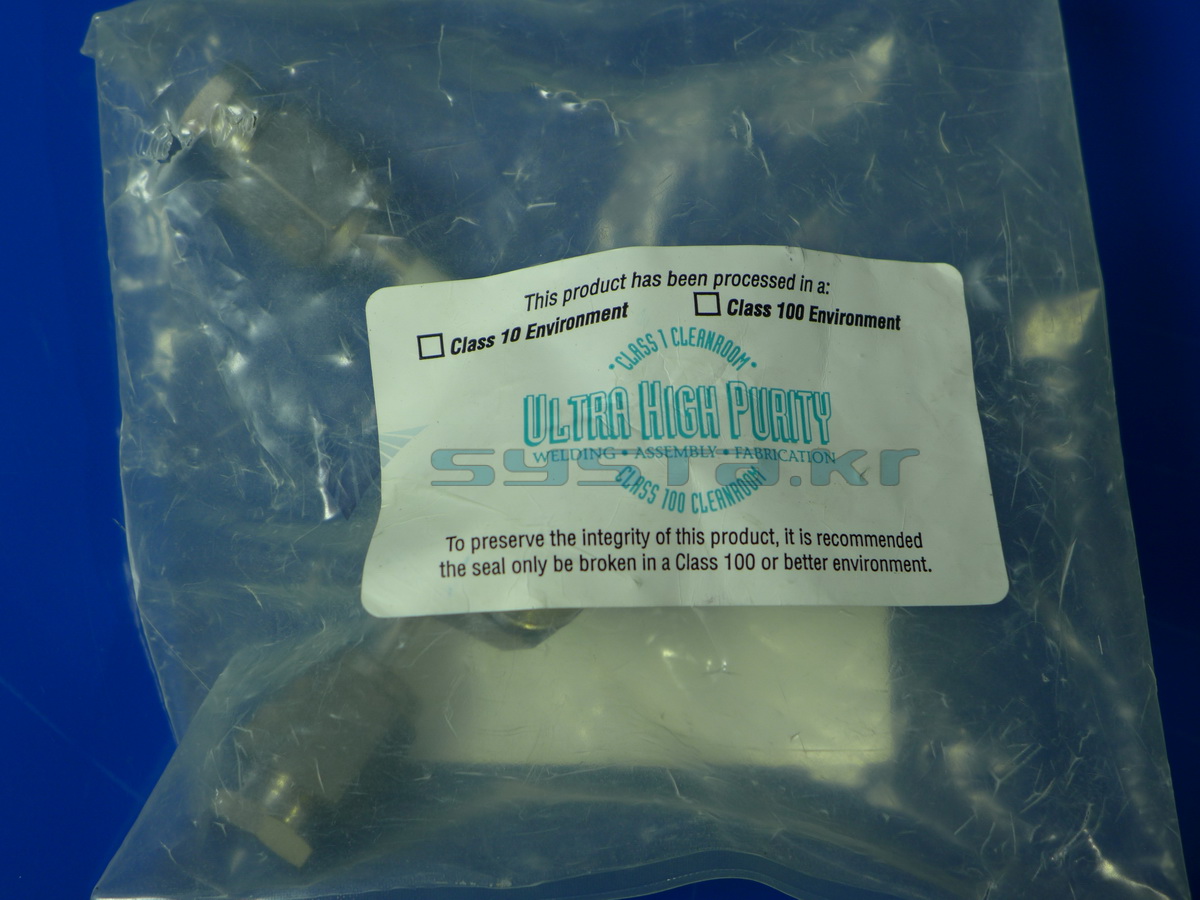 This product has been processed in a:
☐ Class 10 Environment ☐ Class 100 Environment
• CLASS 1 CLEANROOM •
ULTRA HIGH PURITY
WELDING • ASSEMBLY • FABRICATION
systa.kr
CLASS 100 CLEANROOM
To preserve the integrity of this product, it is recommended
the seal only be broken in a Class 100 or better environment.